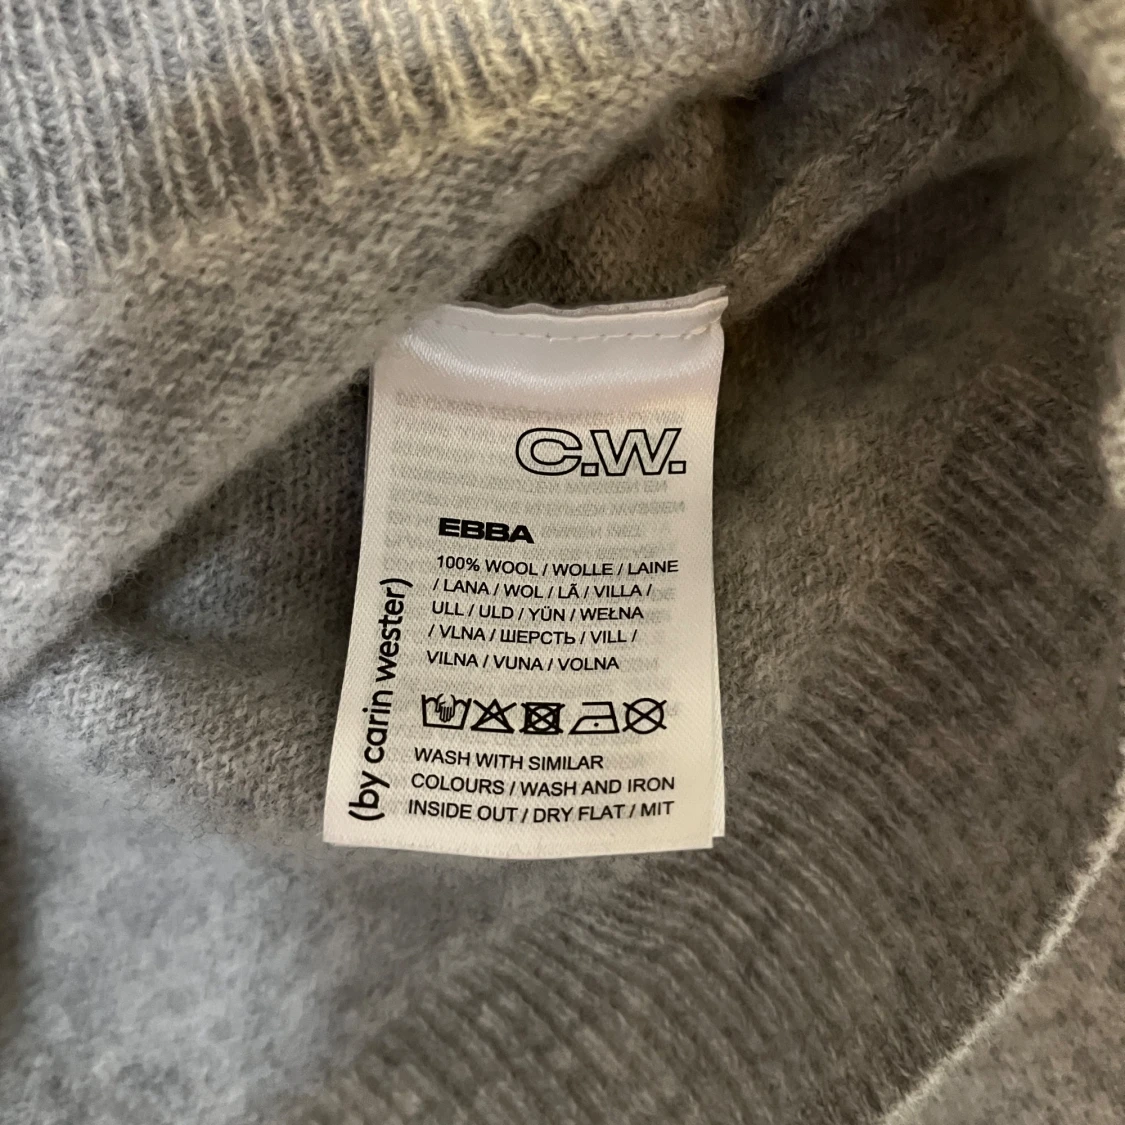 C.W.
EBBA
100% WOOL / WOLLE / LAINE
/ LANA / WOL / LÃ / VILLA /
ULL / ULD / YÜN / WEŁNA
/ VLNA / ШЕРСТЬ / VILL /
VILNA / VUNA / VOLNA
WASH WITH SIMILAR
COLOURS / WASH AND IRON
INSIDE OUT / DRY FLAT / MIT
(by carin wester)